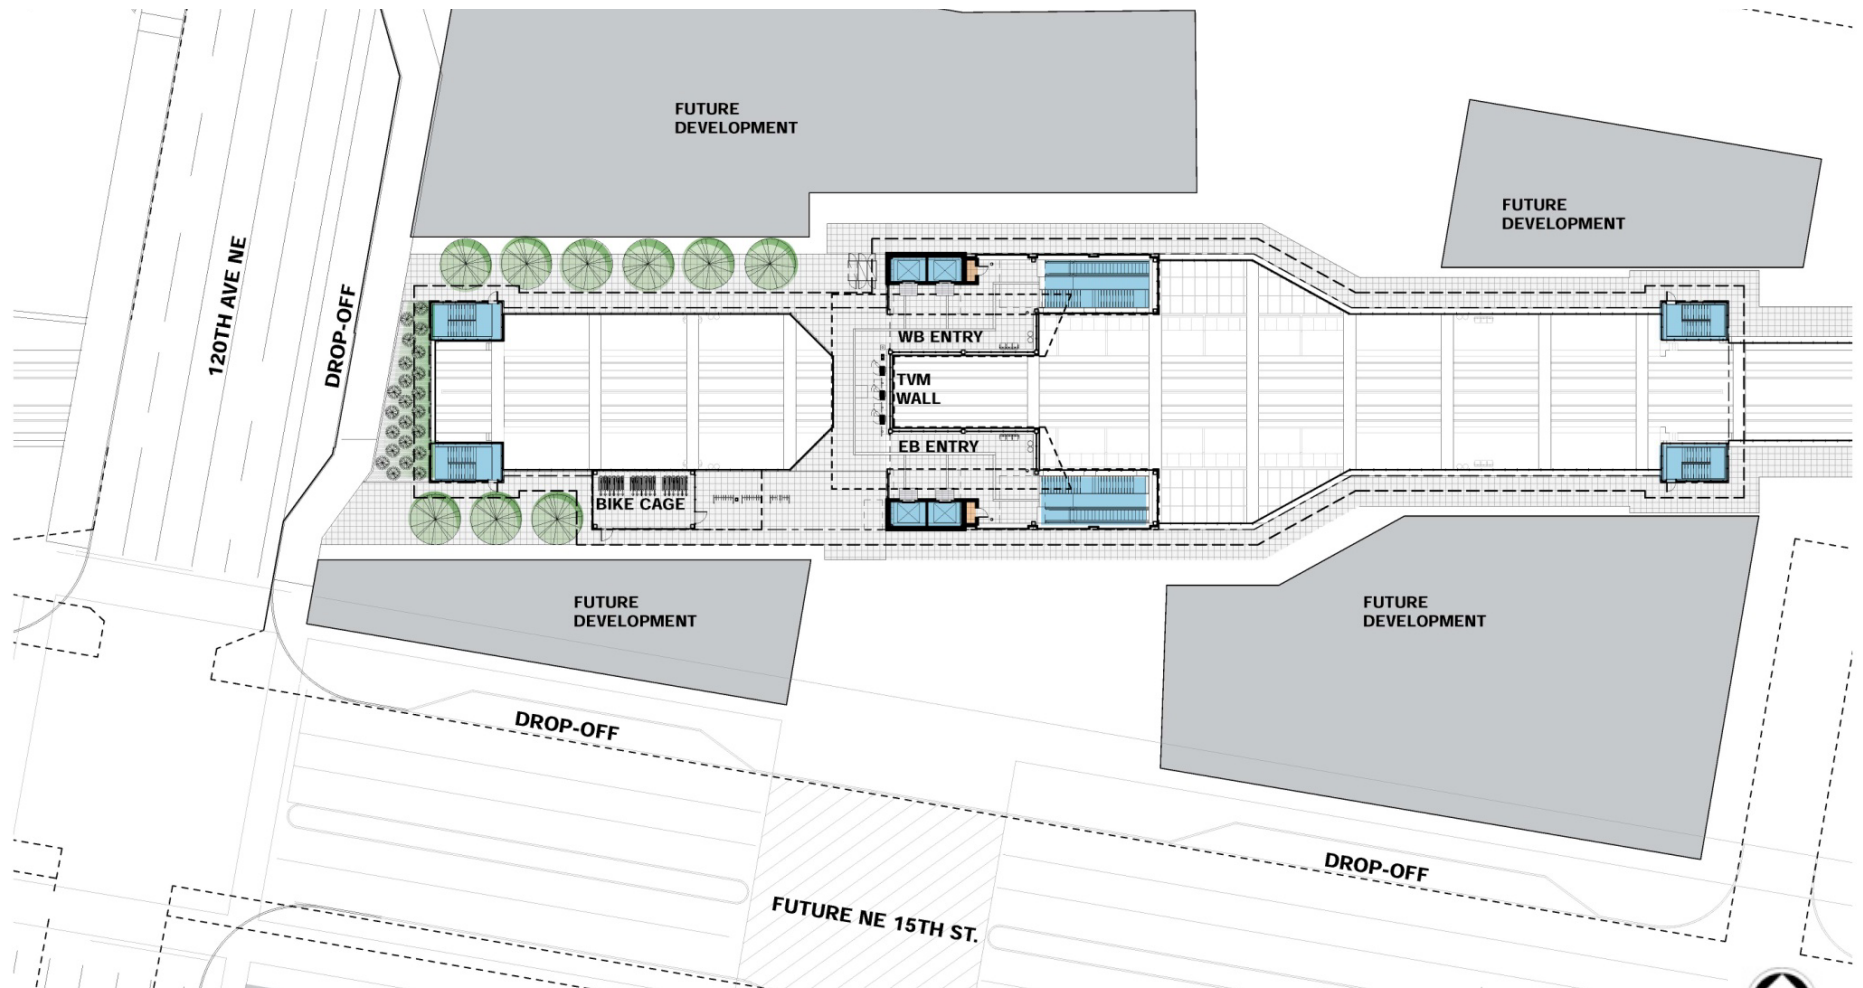 FUTURE
DEVELOPMENT
FUTURE
DEVELOPMENT
120TH AVE NE
DROP-OFF
WB ENTRY
TVM
WALL
EB ENTRY
BIKE CAGE
FUTURE
DEVELOPMENT
FUTURE
DEVELOPMENT
DROP-OFF
DROP-OFF
FUTURE NE 15TH ST.